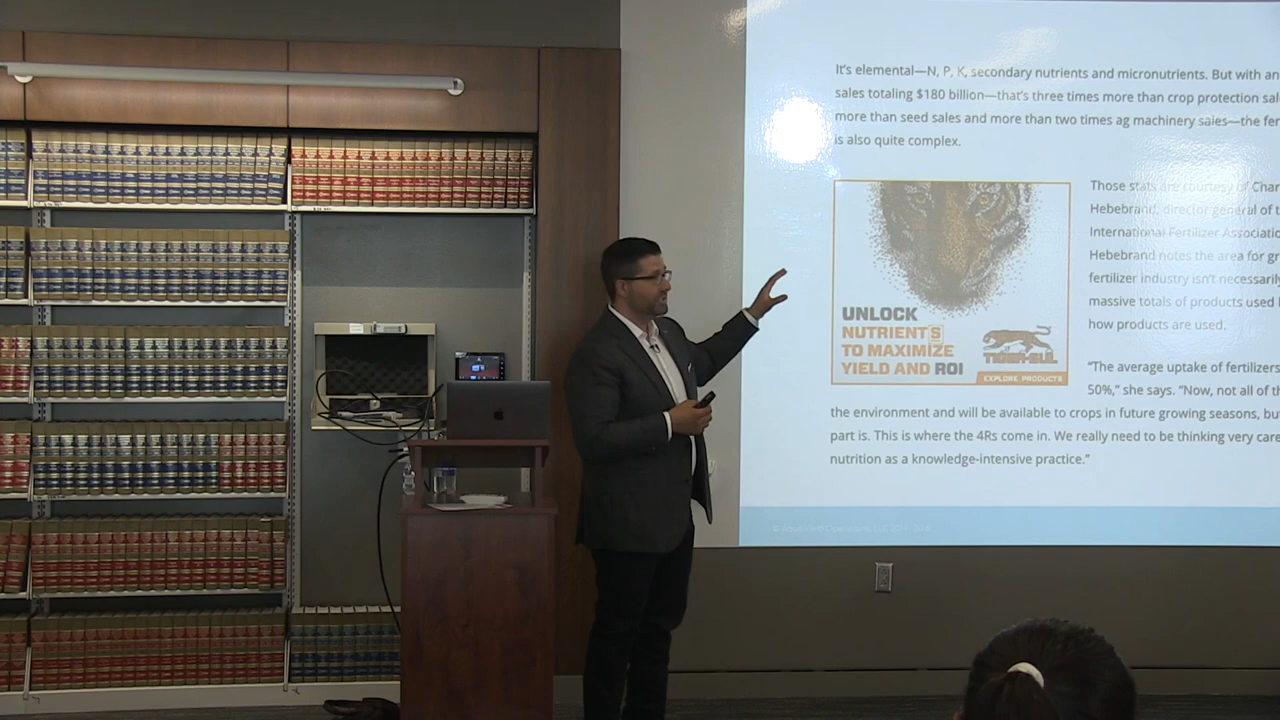 It's elemental—N, P, K, secondary nutrients and micronutrients. But with an
sales totaling $180 billion—that's three times more than crop protection sal
more than seed sales and more than two times ag machinery sales—the fer
is also quite complex.
Those stats are courtesy of Char
Hebebrand, director general of t
International Fertilizer Associatio
Hebebrand notes the area for gr
fertilizer industry isn't necessarily
massive totals of products used
how products are used.
UNLOCK
NUTRIENTS
TO MAXIMIZE
YIELD AND ROI
TIGER-SUL
EXPLORE PRODUCTS
"The average uptake of fertilizers
50%," she says. "Now, not all of th
the environment and will be available to crops in future growing seasons, bu
part is. This is where the 4Rs come in. We really need to be thinking very care
nutrition as a knowledge-intensive practice."